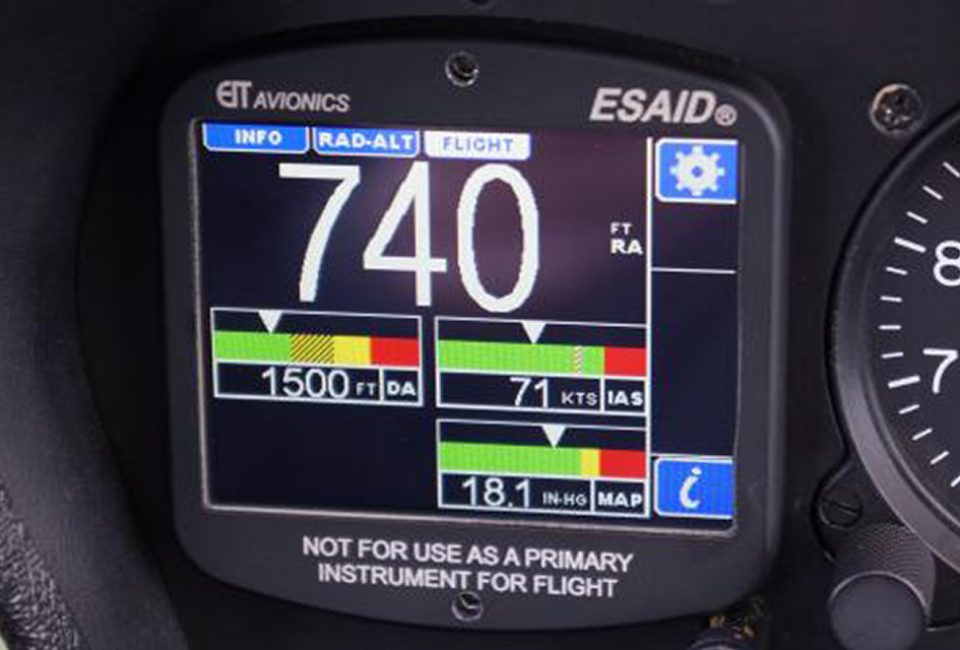 EIT AVIONICS
ESAID®
INFO RAD-ALT FLIGHT
740 FT RA
1500 FT DA
71 KTS IAS
18.1 IN-HG MAP
i
NOT FOR USE AS A PRIMARY
INSTRUMENT FOR FLIGHT
8
7